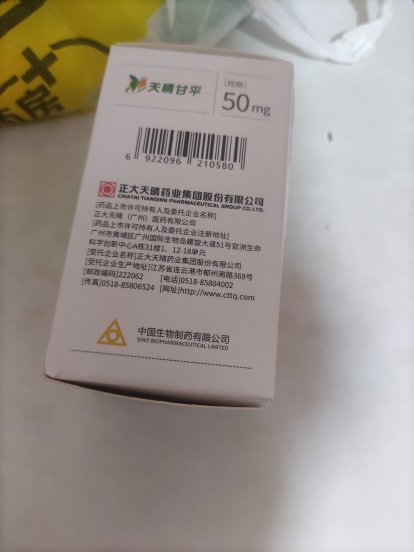 天晴甘平
[规格]
50mg
6 922096 210580
正大天晴药业集团股份有限公司
CHIATAI TIANQING PHARMACEUTICAL GROUP CO.,LTD.
[药品上市许可持有人及委托企业名称]
正大天晴（广州）医药有限公司
[药品上市许可持有人及委托企业注册地址]
广州市黄埔区广州国际生物岛螺旋大道51号官洲生命
科学创新中心A栋31楼1、12-18单元
[受托企业名称]正大天晴药业集团股份有限公司
[受托企业生产地址]江苏省连云港市郁州南路369号
[邮政编码]222062 [电话]0518-85804002
[传真]0518-85806524 [网址]http://www.cttq.com
中国生物制药有限公司
SINO BIOPHARMACEUTICAL LIMITED